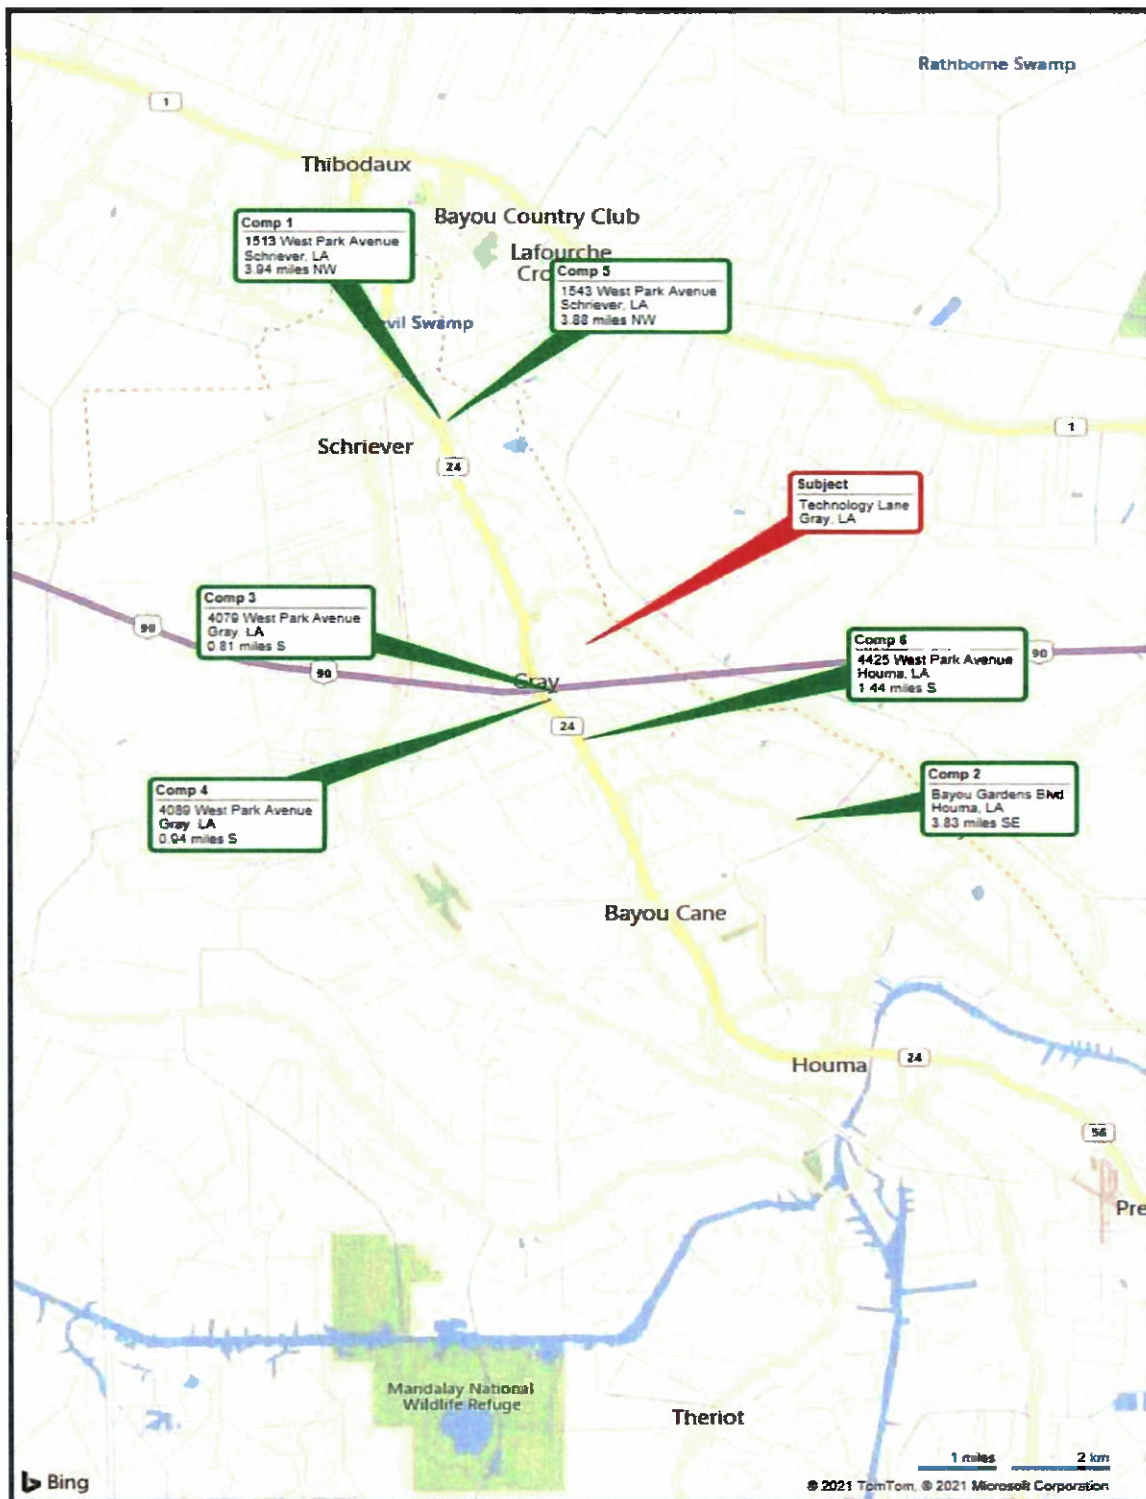 Rathborne Swamp
1
Thibodaux
Bayou Country Club
Lafourche
Cro
Comp 1
1513 West Park Avenue
Schriever, LA
3.94 miles NW
Comp 5
1543 West Park Avenue
Schriever, LA
3.88 miles NW
evil Swamp
1
Schriever
24
Subject
Technology Lane
Gray, LA
Comp 3
4079 West Park Avenue
Gray, LA
0.81 miles S
90
90
Gray
Comp 6
4425 West Park Avenue
Houma, LA
1.44 miles S
90
24
Comp 4
4089 West Park Avenue
Gray, LA
0.94 miles S
Comp 2
Bayou Gardens Blvd
Houma, LA
3.83 miles SE
Bayou Cane
Houma
24
56
Pre
Mandalay National
Wildlife Refuge
Theriot
1 miles
2 km
Bing
© 2021 TomTom, © 2021 Microsoft Corporation